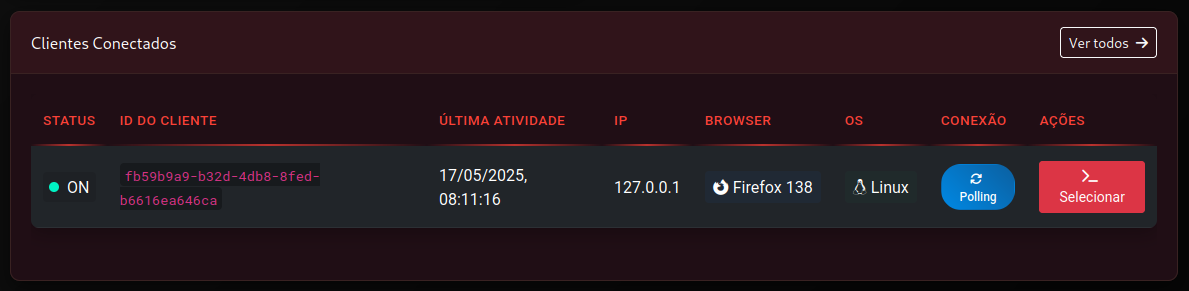 Clientes Conectados
Ver todos
STATUS ID DO CLIENTE ÚLTIMA ATIVIDADE IP BROWSER OS CONEXÃO AÇÕES
ON
fb59b9a9-b32d-4db8-8fed-
b6616ea646ca
17/05/2025,
08:11:16
127.0.0.1
Firefox 138
Linux
Polling
Selecionar